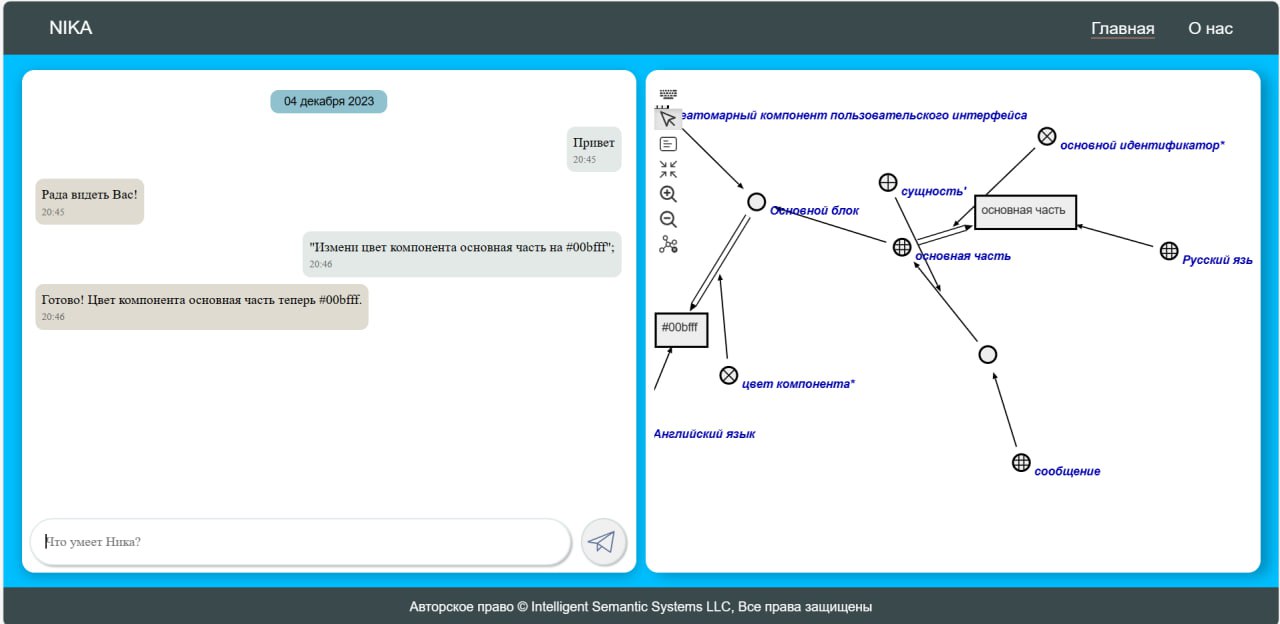 NIKA
Главная
О нас
04 декабря 2023
Привет
20:45
Рада видеть Вас!
20:45
"Измени цвет компонента основная часть на #00bfff";
20:46
Готово! Цвет компонента основная часть теперь #00bfff.
20:46
Что умеет Ника?
еатомарный компонент пользовательского интерфейса
основной идентификатор*
сущность'
основная часть
Основной блок
основная часть
Русский язь
#00bfff
цвет компонента*
Английский язык
сообщение
Авторское право © Intelligent Semantic Systems LLC, Все права защищены